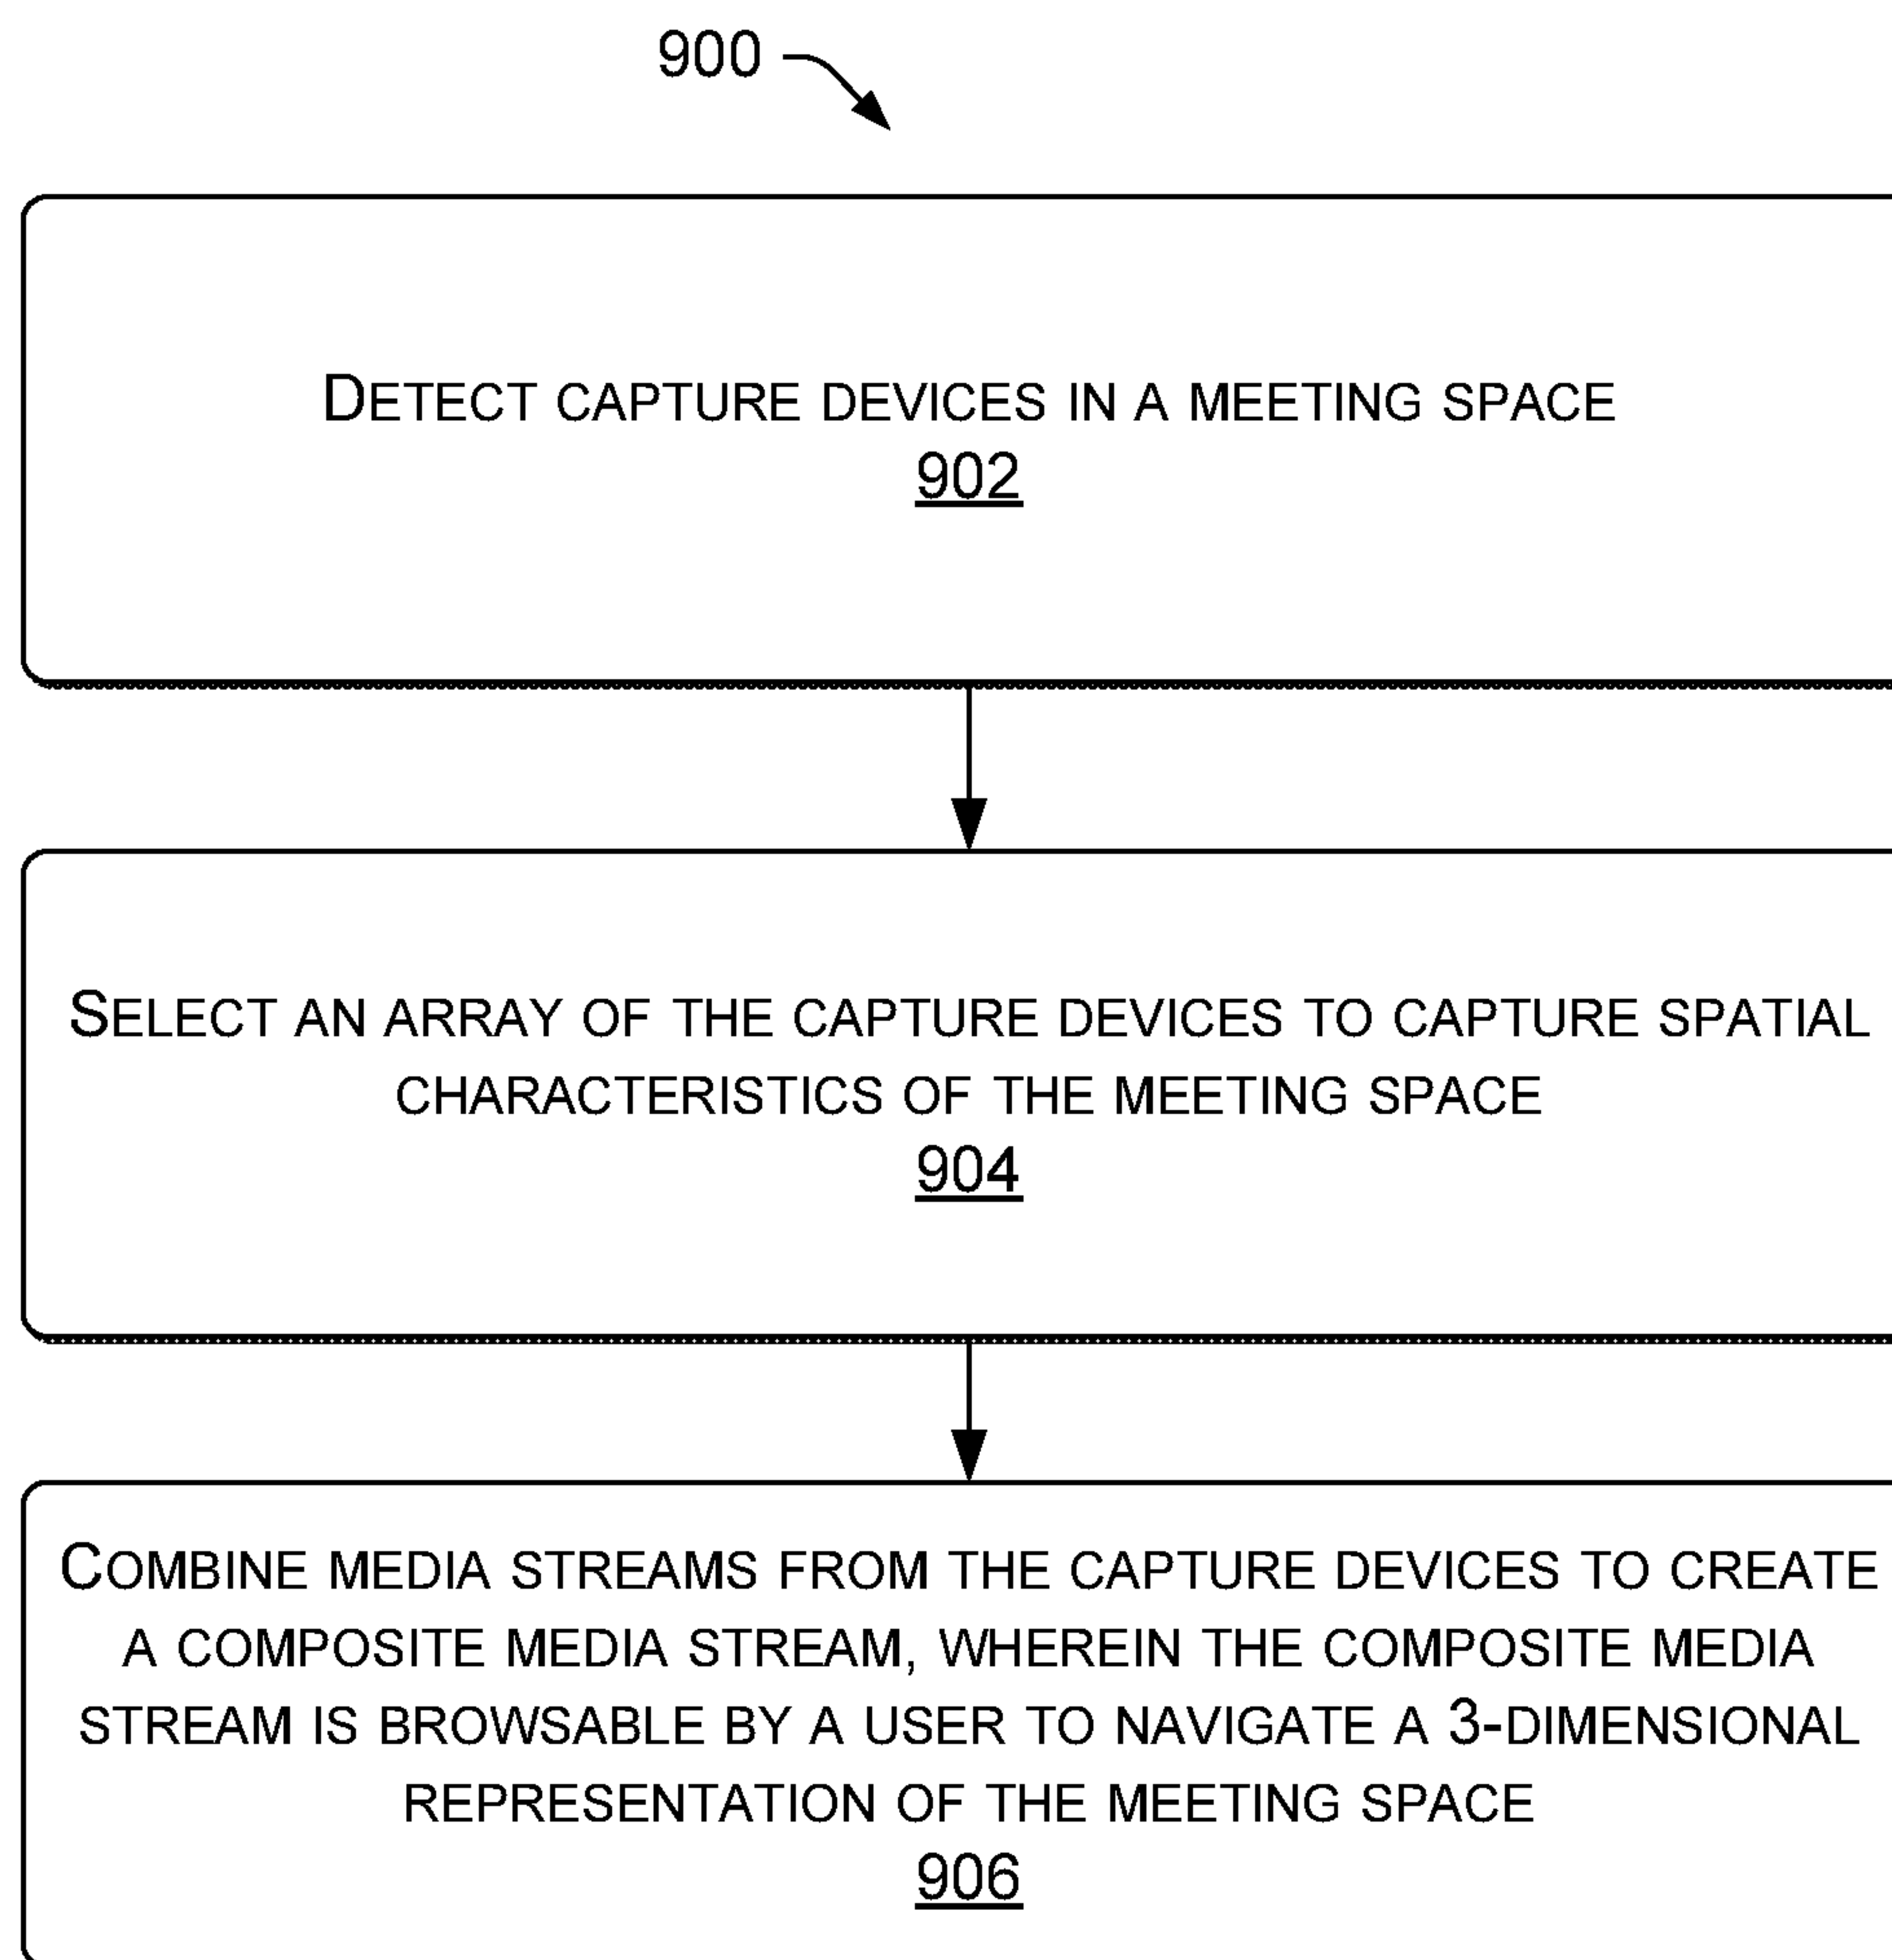 900
DETECT CAPTURE DEVICES IN A MEETING SPACE
902
SELECT AN ARRAY OF THE CAPTURE DEVICES TO CAPTURE SPATIAL
CHARACTERISTICS OF THE MEETING SPACE
904
COMBINE MEDIA STREAMS FROM THE CAPTURE DEVICES TO CREATE
A COMPOSITE MEDIA STREAM, WHEREIN THE COMPOSITE MEDIA
STREAM IS BROWSABLE BY A USER TO NAVIGATE A 3-DIMENSIONAL
REPRESENTATION OF THE MEETING SPACE
906